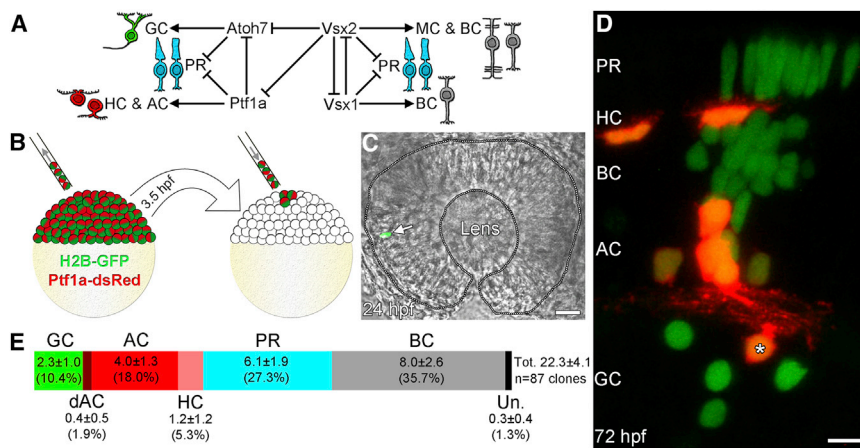 A
GC
Atoh7
Vsx2
MC & BC
PR
PR
HC & AC
Ptf1a
Vsx1
BC
B
3.5 hpf
H2B-GFP
Ptf1a-dsRed
C
Lens
24 hpf
D
PR
HC
BC
AC
*
GC
72 hpf
E
GC
AC
PR
BC
2.3±1.0
(10.4%)
4.0±1.3
(18.0%)
6.1±1.9
(27.3%)
8.0±2.6
(35.7%)
Tot. 22.3±4.1
n=87 clones
dAC
0.4±0.5
(1.9%)
HC
1.2±1.2
(5.3%)
Un.
0.3±0.4
(1.3%)